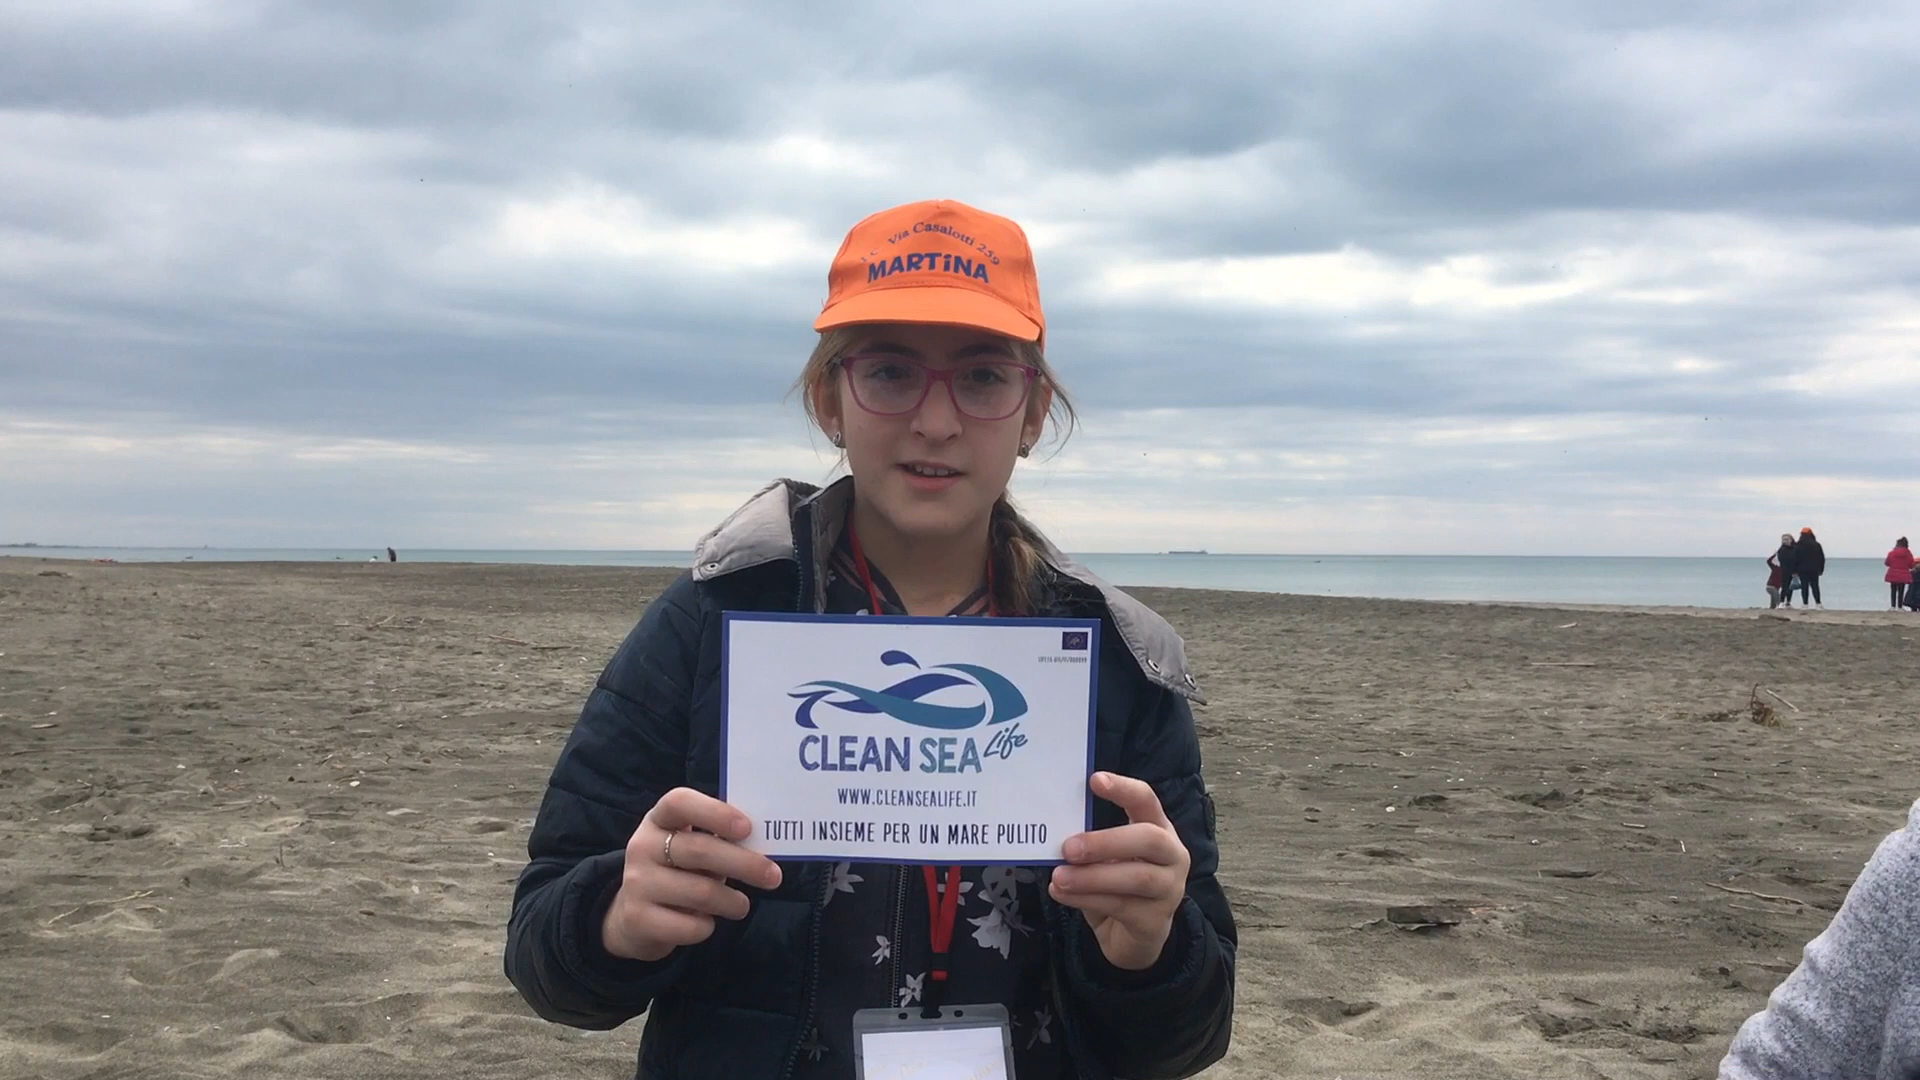 I.C. Via Casalotti 259
MARTiNA
CLEAN SEA Life
WWW.CLEANSEALIFE.IT
TUTTI INSIEME PER UN MARE PULITO